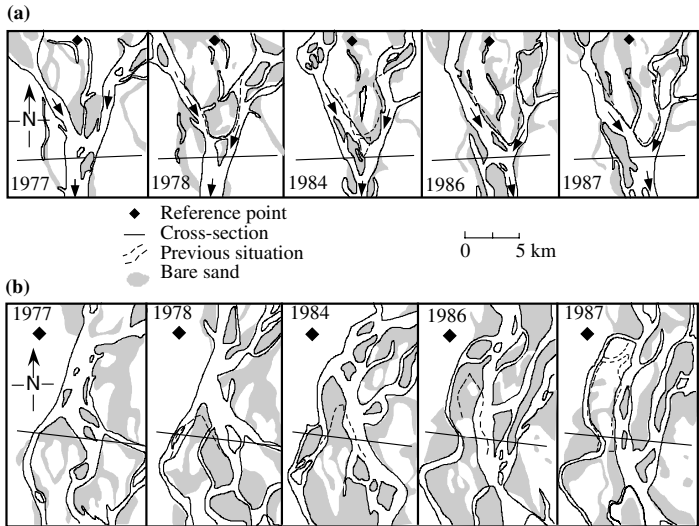 (a)
N
1977
1978
1984
1986
1987
Reference point
Cross-section
Previous situation
Bare sand
0 5 km
(b)
1977
1978
1984
1986
1987
N